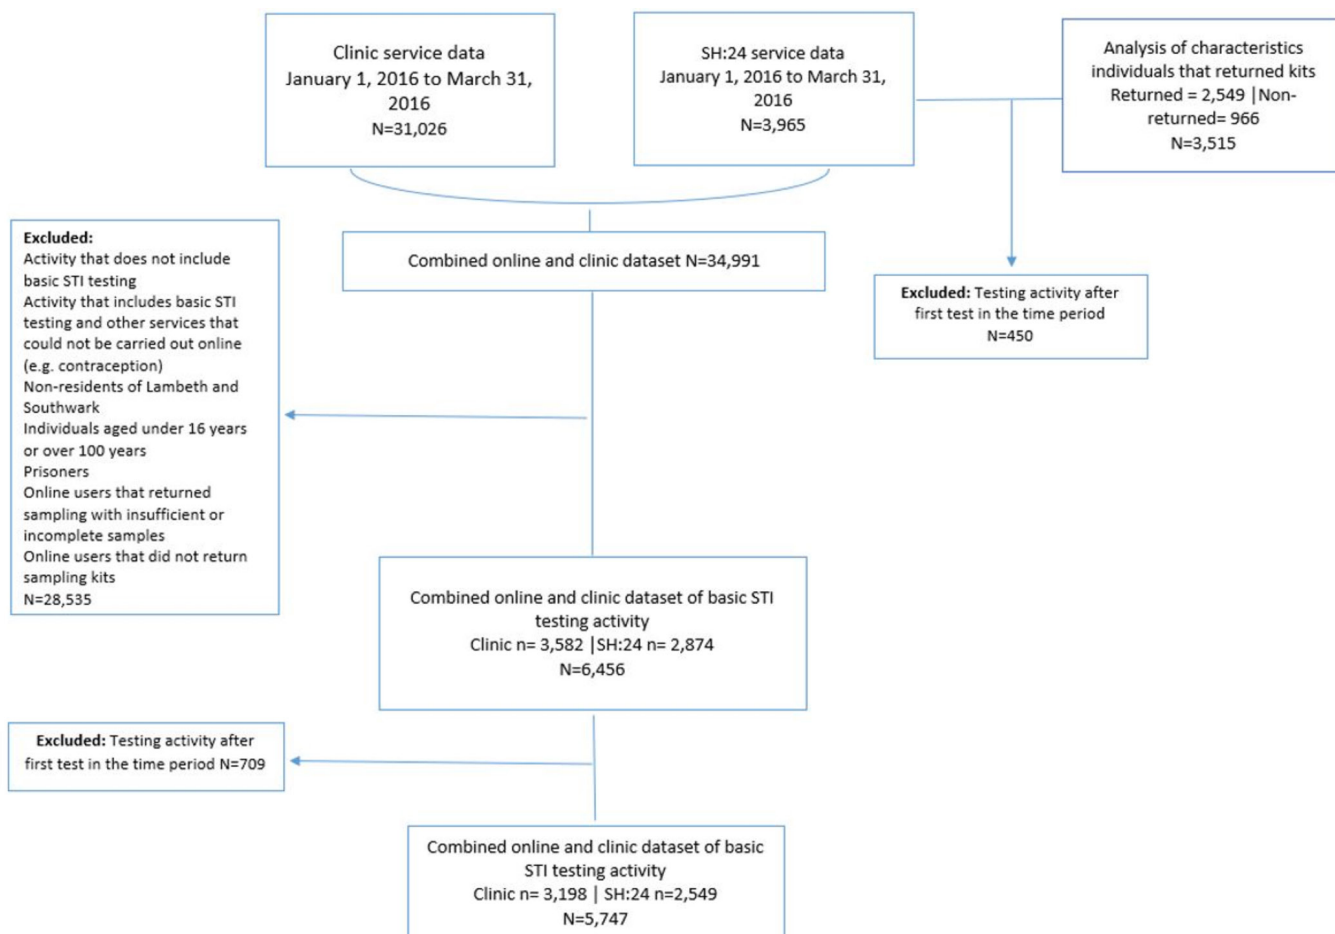 Clinic service data
January 1, 2016 to March 31,
2016
N=31,026
SH:24 service data
January 1, 2016 to March 31,
2016
N=3,965
Analysis of characteristics
individuals that returned kits
Returned = 2,549 |Non-
returned= 966
N=3,515
Combined online and clinic dataset N=34,991
Excluded: Testing activity after
first test in the time period
N=450
Excluded:
Activity that does not include
basic STI testing
Activity that includes basic STI
testing and other services that
could not be carried out online
(e.g. contraception)
Non-residents of Lambeth and
Southwark
Individuals aged under 16 years
or over 100 years
Prisoners
Online users that returned
sampling with insufficient or
incomplete samples
Online users that did not return
sampling kits
N=28,535
Combined online and clinic dataset of basic STI
testing activity
Clinic n= 3,582 |SH:24 n= 2,874
N=6,456
Excluded: Testing activity after
first test in the time period N=709
Combined online and clinic dataset of basic
STI testing activity
Clinic n= 3,198 | SH:24 n=2,549
N=5,747